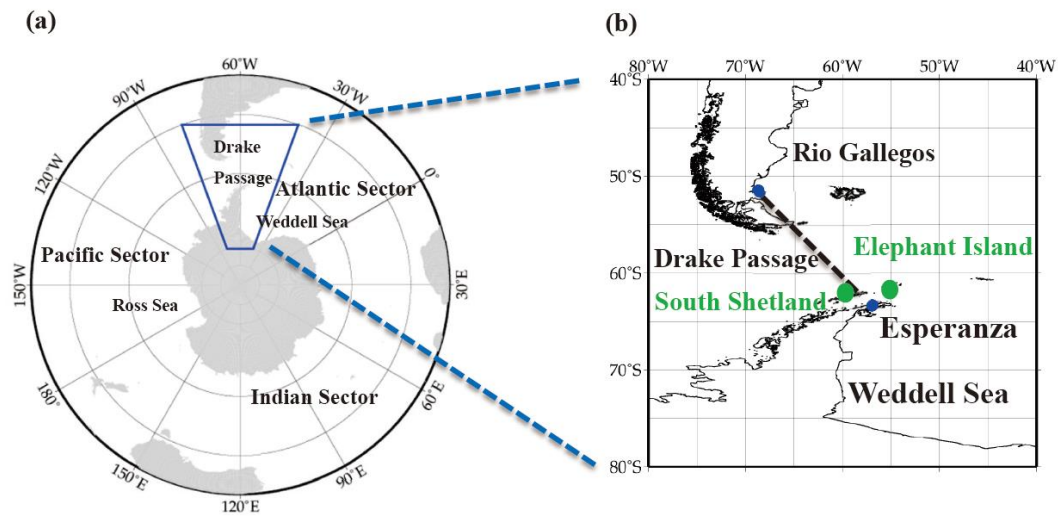 (a)
60°W
90°W
30°W
Drake
Passage
120°W
Atlantic Sector
0°
Weddell Sea
Pacific Sector
150°W
Ross Sea
30°E
Indian Sector
180°
60°E
150°E
90°E
120°E
(b)
80°W
70°W
60°W
50°W
40°W
40°S
Rio Gallegos
50°S
Elephant Island
Drake Passage
60°S
South Shetland
Esperanza
70°S
Weddell Sea
80°S